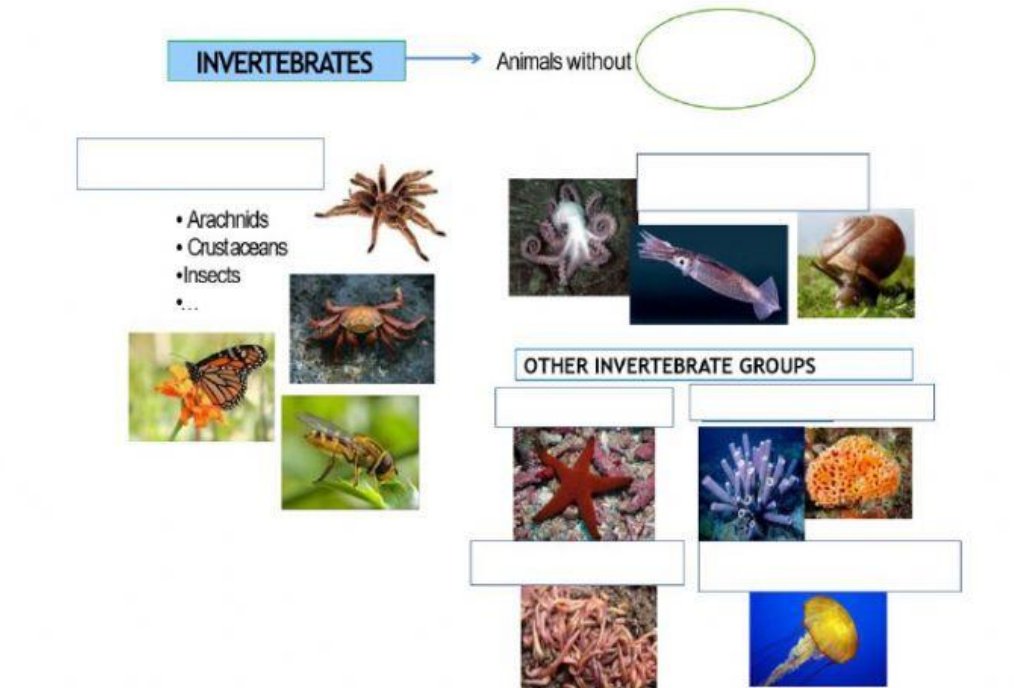 INVERTEBRATES
Animals without
• Arachnids
• Crustaceans
•Insects
•...
OTHER INVERTEBRATE GROUPS